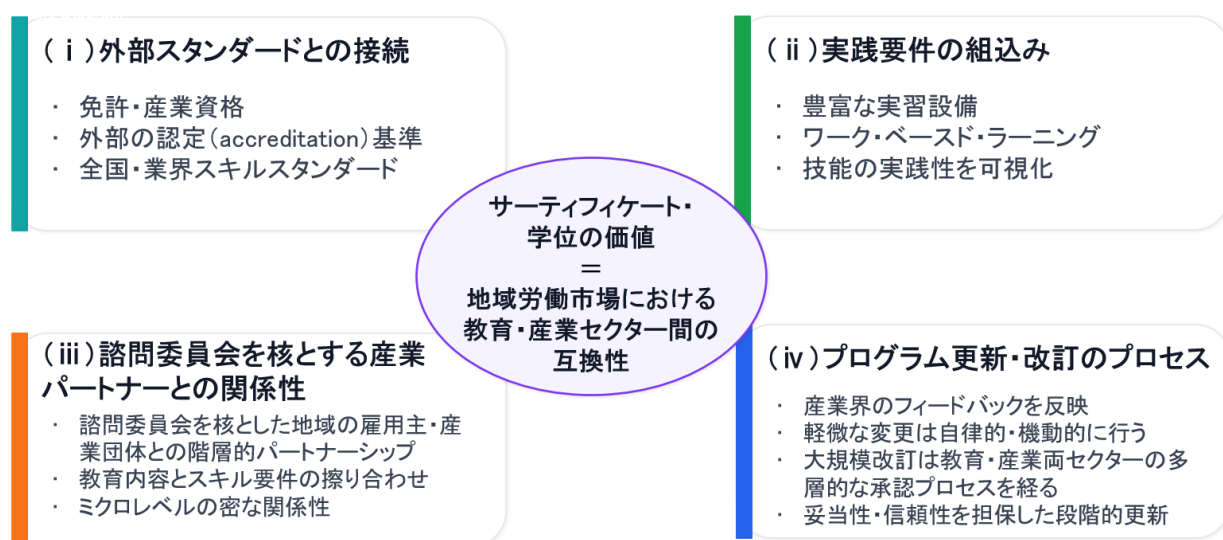 (ⅰ)外部スタンダードとの接続
・ 免許・産業資格
・ 外部の認定(accreditation)基準
・ 全国・業界スキルスタンダード
(ⅱ)実践要件の組込み
・ 豊富な実習設備
・ ワーク・ベースド・ラーニング
・ 技能の実践性を可視化
サーティフィケート・
学位の価値
=
地域労働市場における
教育・産業セクター間の
互換性
(ⅲ)諮問委員会を核とする産業
パートナーとの関係性
・ 諮問委員会を核とした地域の雇用主・産
業団体との階層的パートナーシップ
・ 教育内容とスキル要件の擦り合わせ
・ ミクロレベルの密な関係性
(ⅳ)プログラム更新・改訂のプロセス
・ 産業界のフィードバックを反映
・ 軽微な変更は自律的・機動的に行う
・ 大規模改訂は教育・産業両セクターの多
層的な承認プロセスを経る
・ 妥当性・信頼性を担保した段階的更新